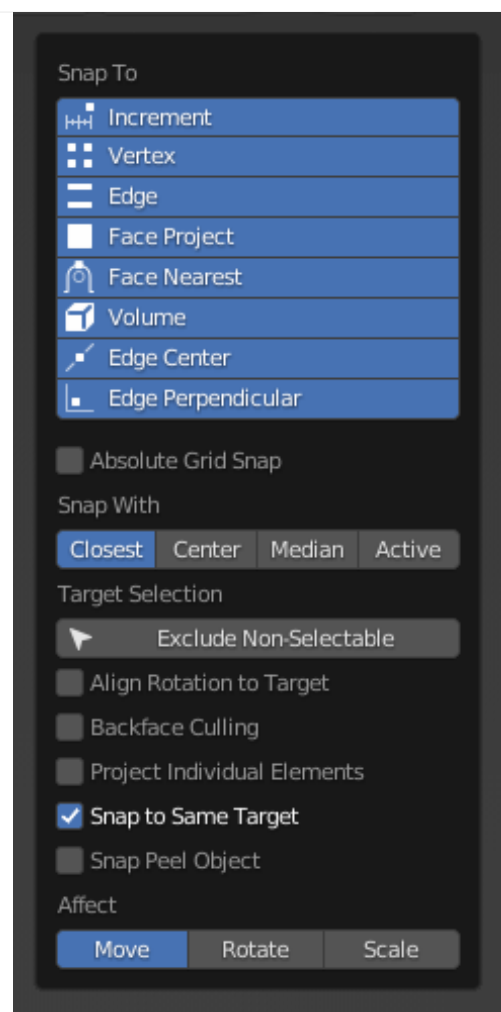 Snap To
Increment
Vertex
Edge
Face Project
Face Nearest
Volume
Edge Center
Edge Perpendicular
Absolute Grid Snap
Snap With
Closest Center Median Active
Target Selection
Exclude Non-Selectable
Align Rotation to Target
Backface Culling
Project Individual Elements
Snap to Same Target
Snap Peel Object
Affect
Move Rotate Scale